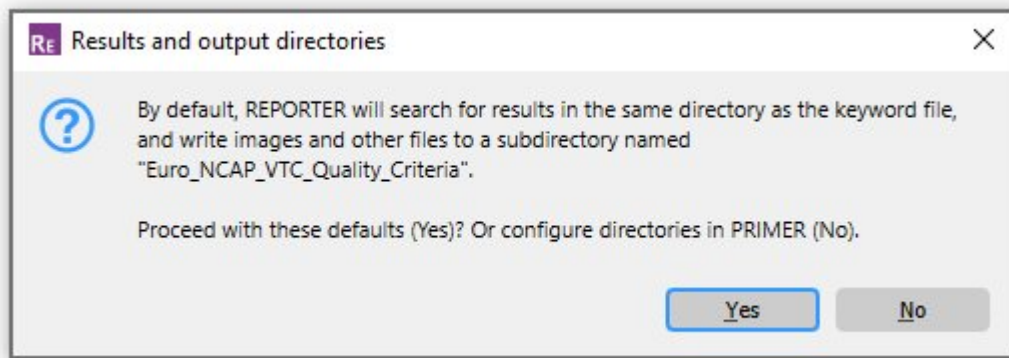 RE Results and output directories
By default, REPORTER will search for results in the same directory as the keyword file,
and write images and other files to a subdirectory named
"Euro_NCAP_VTC_Quality_Criteria".
Proceed with these defaults (Yes)? Or configure directories in PRIMER (No).
Yes No